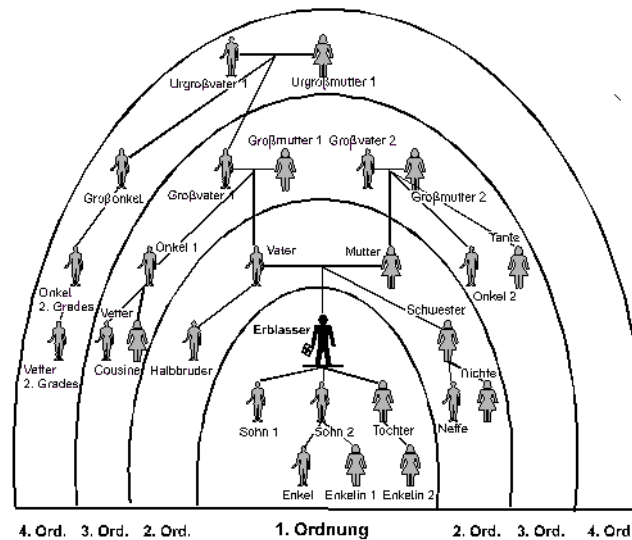 Urgroßvater 1
Urgroßmutter 1
Großmutter 1
Großvater 2
Großonkel
Großvater 1
Großmutter 2
Onkel 1
Vater
Mutter
Tante
Onkel
2. Grades
Vetter
Onkel 2
Schwester
Erblasser
Vetter
2. Grades
Cousine
Halbbruder
Nichte
Sohn 1
Sohn 2
Tochter
Neffe
Enkel
Enkelin 1
Enkelin 2
4. Ord. 3. Ord. 2. Ord. 1. Ordnung 2. Ord. 3. Ord. 4. Ord